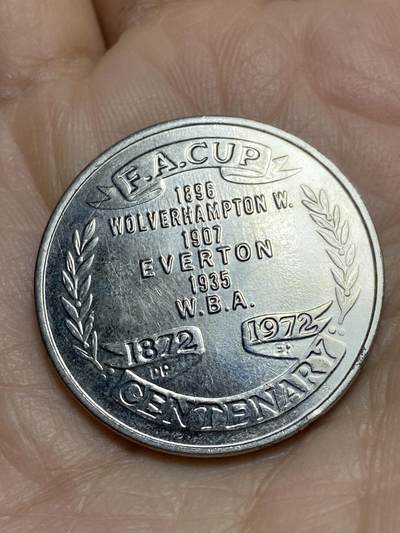 F.A.CUP
1896
WOLVERHAMPTON W.
1907
EVERTON
1935
W.B.A.
1872 1972
CENTENARY